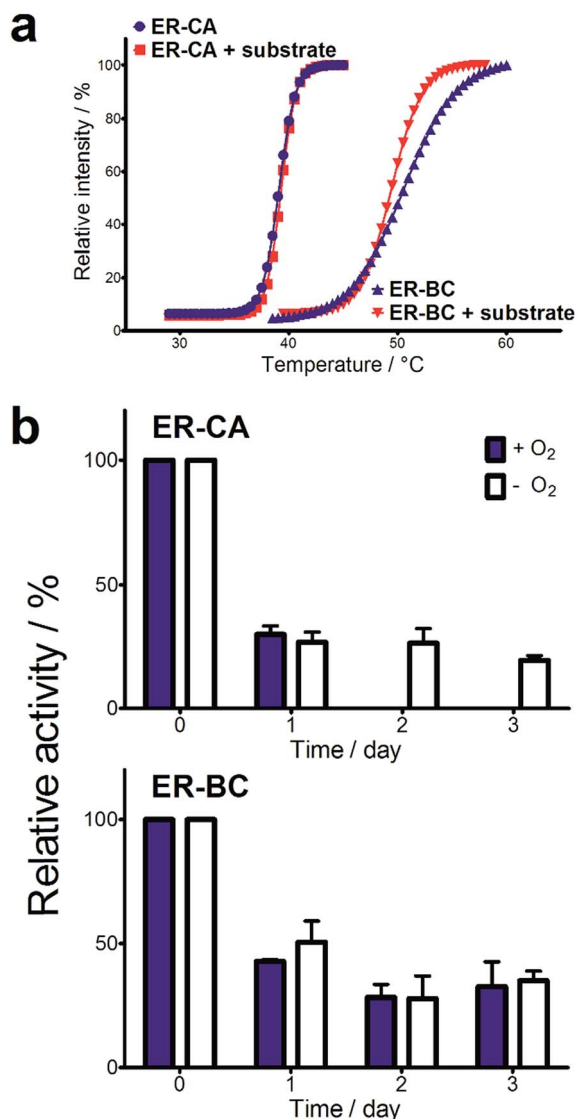 a
ER-CA
ER-CA + substrate
100
80
60
40
20
0
Relative intensity / %
ER-BC
ER-BC + substrate
30
40
50
60
Temperature / °C
b
ER-CA
+ O₂
- O₂
100
50
0
0
1
2
3
Time / day
Relative activity / %
ER-BC
100
50
0
0
1
2
3
Time / day